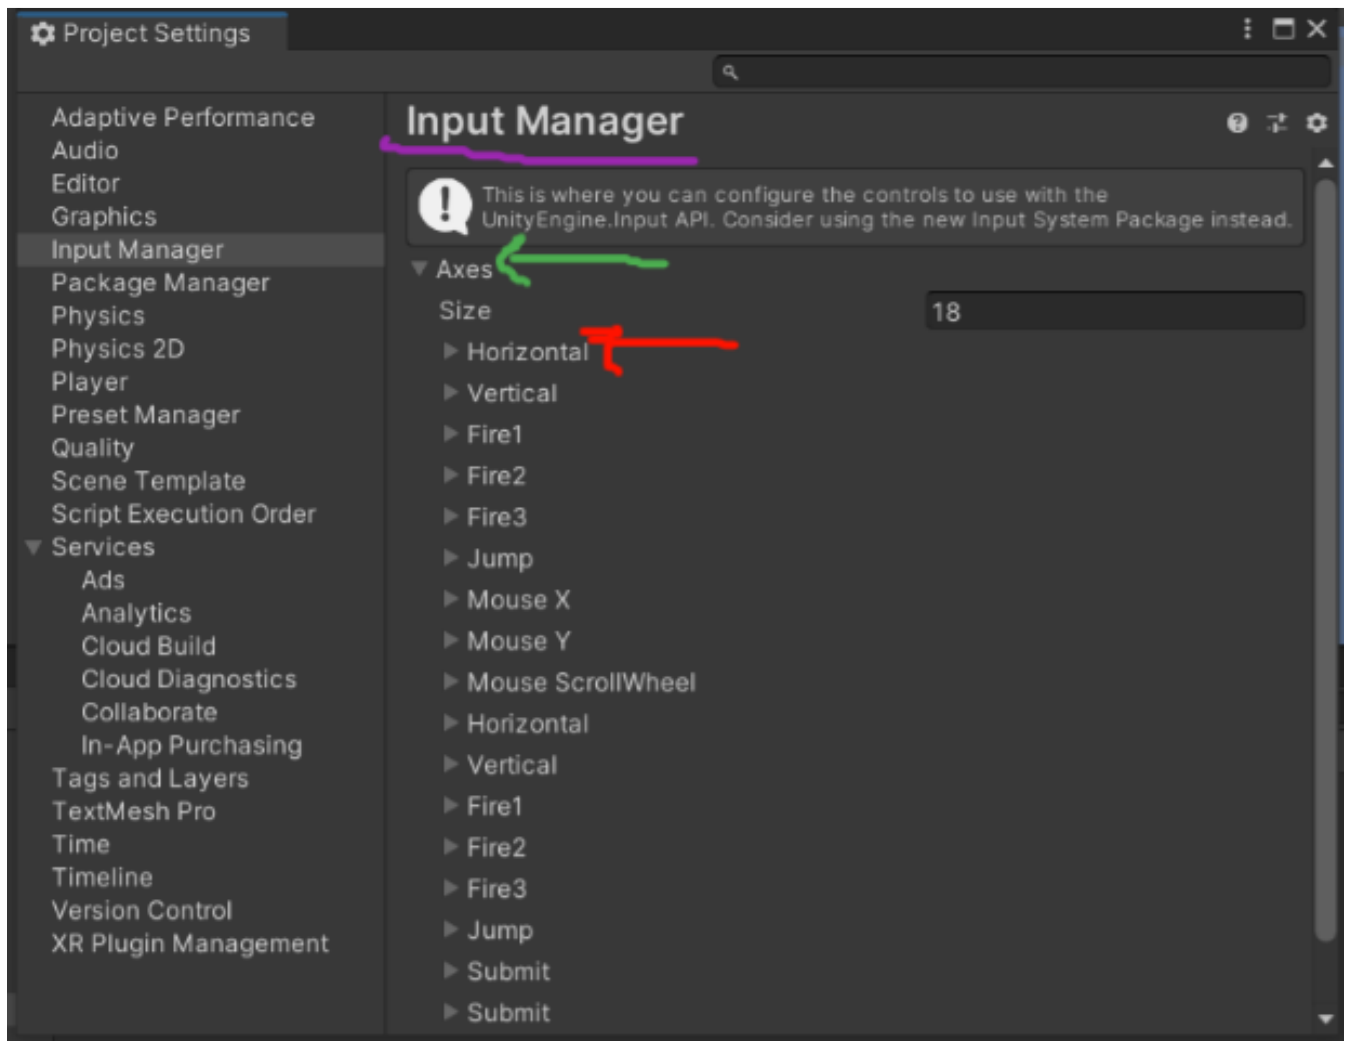 Project Settings
Adaptive Performance
Audio
Editor
Graphics
Input Manager
Package Manager
Physics
Physics 2D
Player
Preset Manager
Quality
Scene Template
Script Execution Order
Services
Ads
Analytics
Cloud Build
Cloud Diagnostics
Collaborate
In-App Purchasing
Tags and Layers
TextMesh Pro
Time
Timeline
Version Control
XR Plugin Management
Input Manager
This is where you can configure the controls to use with the
UnityEngine.Input API. Consider using the new Input System Package instead.
Axes
Size 18
Horizontal
Vertical
Fire1
Fire2
Fire3
Jump
Mouse X
Mouse Y
Mouse ScrollWheel
Horizontal
Vertical
Fire1
Fire2
Fire3
Jump
Submit
Submit